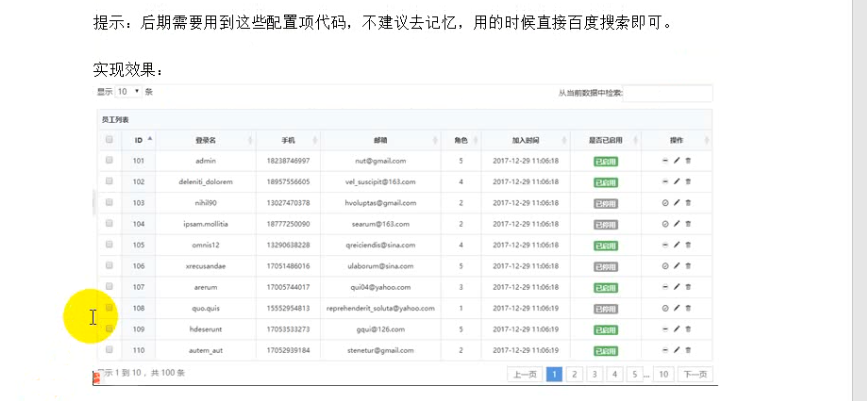 提示：后期需要用到这些配置项代码，不建议去记忆，用的时候直接百度搜索即可。
实现效果：
显示 10 条 从当前数据中检索:
员工列表
ID 登录名 手机 邮箱 角色 加入时间 是否已启用 操作
101 admin 18238746997 nut@gmail.com 5 2017-12-29 11:06:18 已启用
102 deleniti_dolorem 18957556605 vel_suscipit@163.com 4 2017-12-29 11:06:18 已启用
103 nihil90 13027470378 hvoluptas@gmail.com 2 2017-12-29 11:06:18 已停用
104 ipsam.mollitia 18777250090 searum@163.com 2 2017-12-29 11:06:18 已停用
105 omnis12 13290638228 qreiciendis@sina.com 4 2017-12-29 11:06:18 已启用
106 xrecusandae 17051486016 ulaborum@sina.com 5 2017-12-29 11:06:18 已停用
107 arerum 17005744017 qui04@yahoo.com 3 2017-12-29 11:06:18 已启用
108 quo.quis 15552954813 reprehenderit_soluta@yahoo.com 1 2017-12-29 11:06:19 已停用
109 hdeserunt 17053533273 gqui@126.com 5 2017-12-29 11:06:19 已启用
110 autem_aut 17052939184 stenetur@gmail.com 2 2017-12-29 11:06:19 已启用
示 1 到 10 ，共 100 条 上一页 1 2 3 4 5 ... 10 下一页